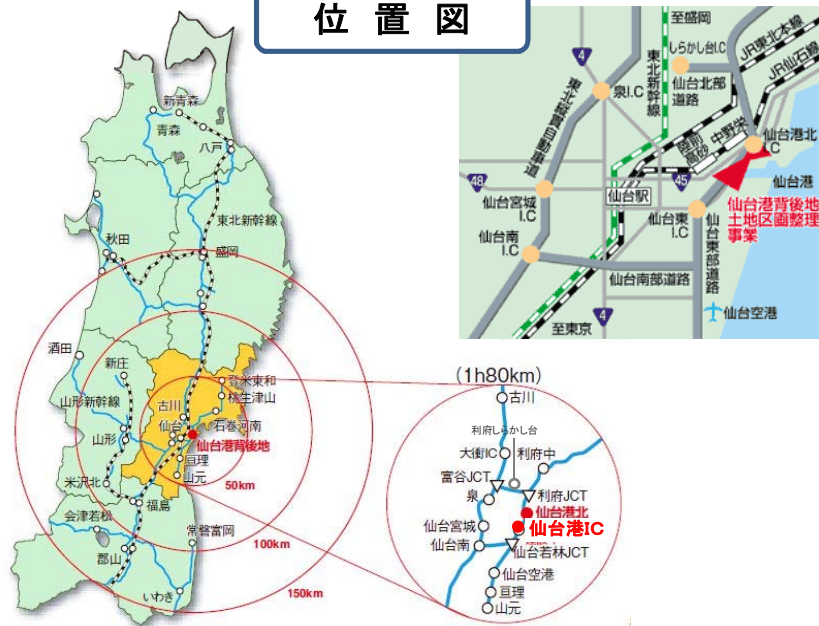 位置図
新青森
青森
八戸
東北新幹線
秋田
盛岡
酒田
新庄
山形新幹線
古川
登米東和
桃生津山
石巻河南
仙台
仙台港背後地
山形
亘理
山元
米沢北
50km
福島
会津若松
常磐富岡
100km
郡山
いわき
150km
至盛岡
4
東北新幹線
しらかし台I.C
JR東北本線
JR仙石線
泉I.C
仙台北部
道路
東北縦貫自動車道
陸前
高砂
中野栄
仙台港北
I.C
48
45
仙台港
仙台宮城
I.C
仙台駅
仙台東
I.C
仙台港背後地
土地区画整理
事業
仙台南
I.C
仙台東部道路
仙台南部道路
4
仙台空港
至東京
(1h80km)
古川
利府しらかし台
大衡IC
利府中
富谷JCT
泉
利府JCT
仙台港北
仙台宮城
仙台港IC
仙台南
仙台若林JCT
仙台空港
亘理
山元